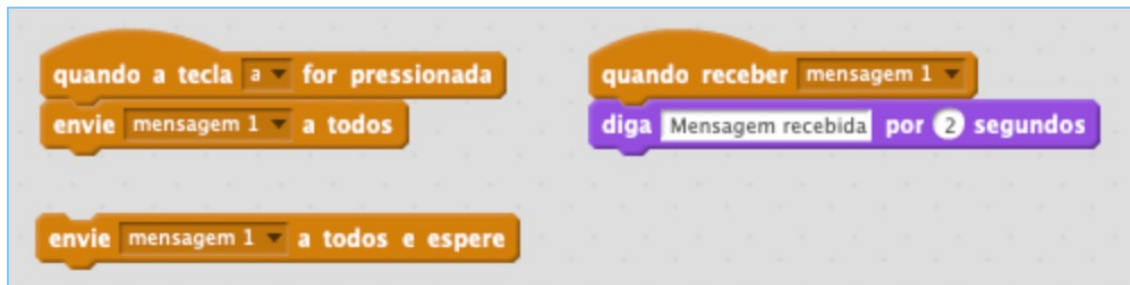 quando a tecla a for pressionada
envie mensagem 1 a todos
quando receber mensagem 1
diga Mensagem recebida por 2 segundos
envie mensagem 1 a todos e espere